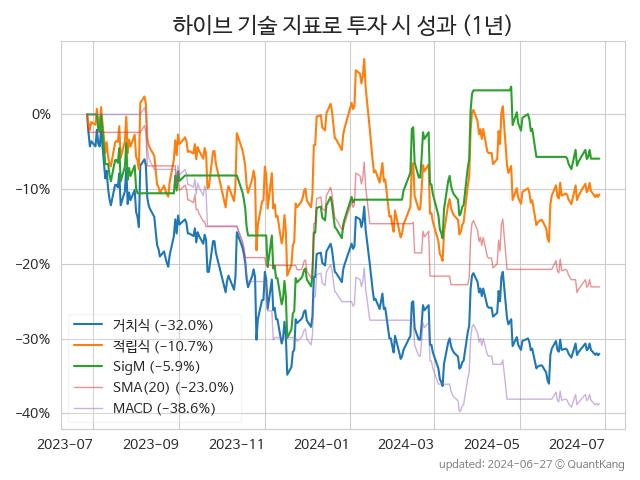 하이브 기술 지표로 투자 시 성과 (1년)
0%
−10%
−20%
−30%
−40%
거치식 (−32.0%)
적립식 (−10.7%)
SigM (−5.9%)
SMA(20) (−23.0%)
MACD (−38.6%)
2023-07 2023-09 2023-11 2024-01 2024-03 2024-05 2024-07
updated: 2024-06-27 © QuantKang